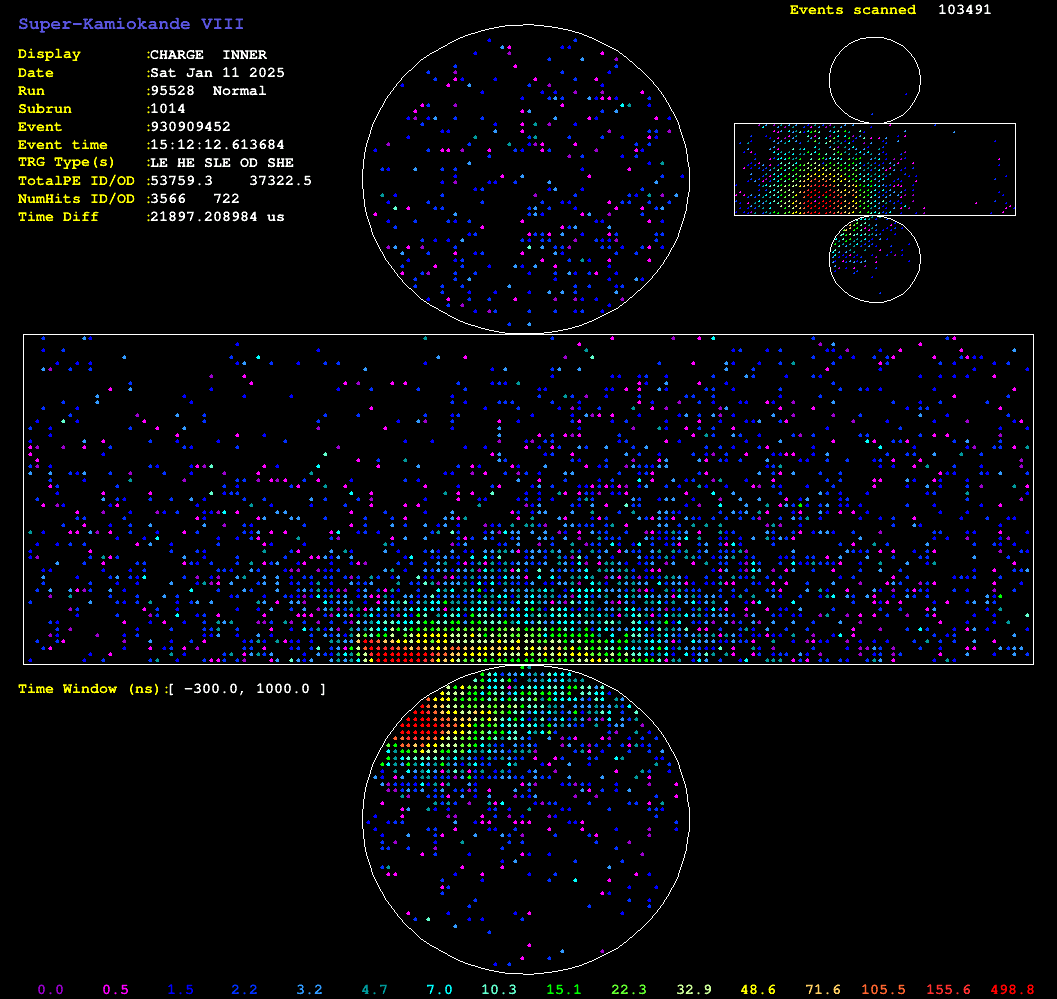 Super-Kamiokande VIII
Events scanned 103491
Display :CHARGE INNER
Date :Sat Jan 11 2025
Run :95528 Normal
Subrun :1014
Event :930909452
Event time :15:12:12.613684
TRG Type(s) :LE HE SLE OD SHE
TotalPE ID/OD :53759.3 37322.5
NumHits ID/OD :3566 722
Time Diff :21897.208984 us
Time Window (ns):[ -300.0, 1000.0 ]
0.0 0.5 1.5 2.2 3.2 4.7 7.0 10.3 15.1 22.3 32.9 48.6 71.6 105.5 155.6 498.8